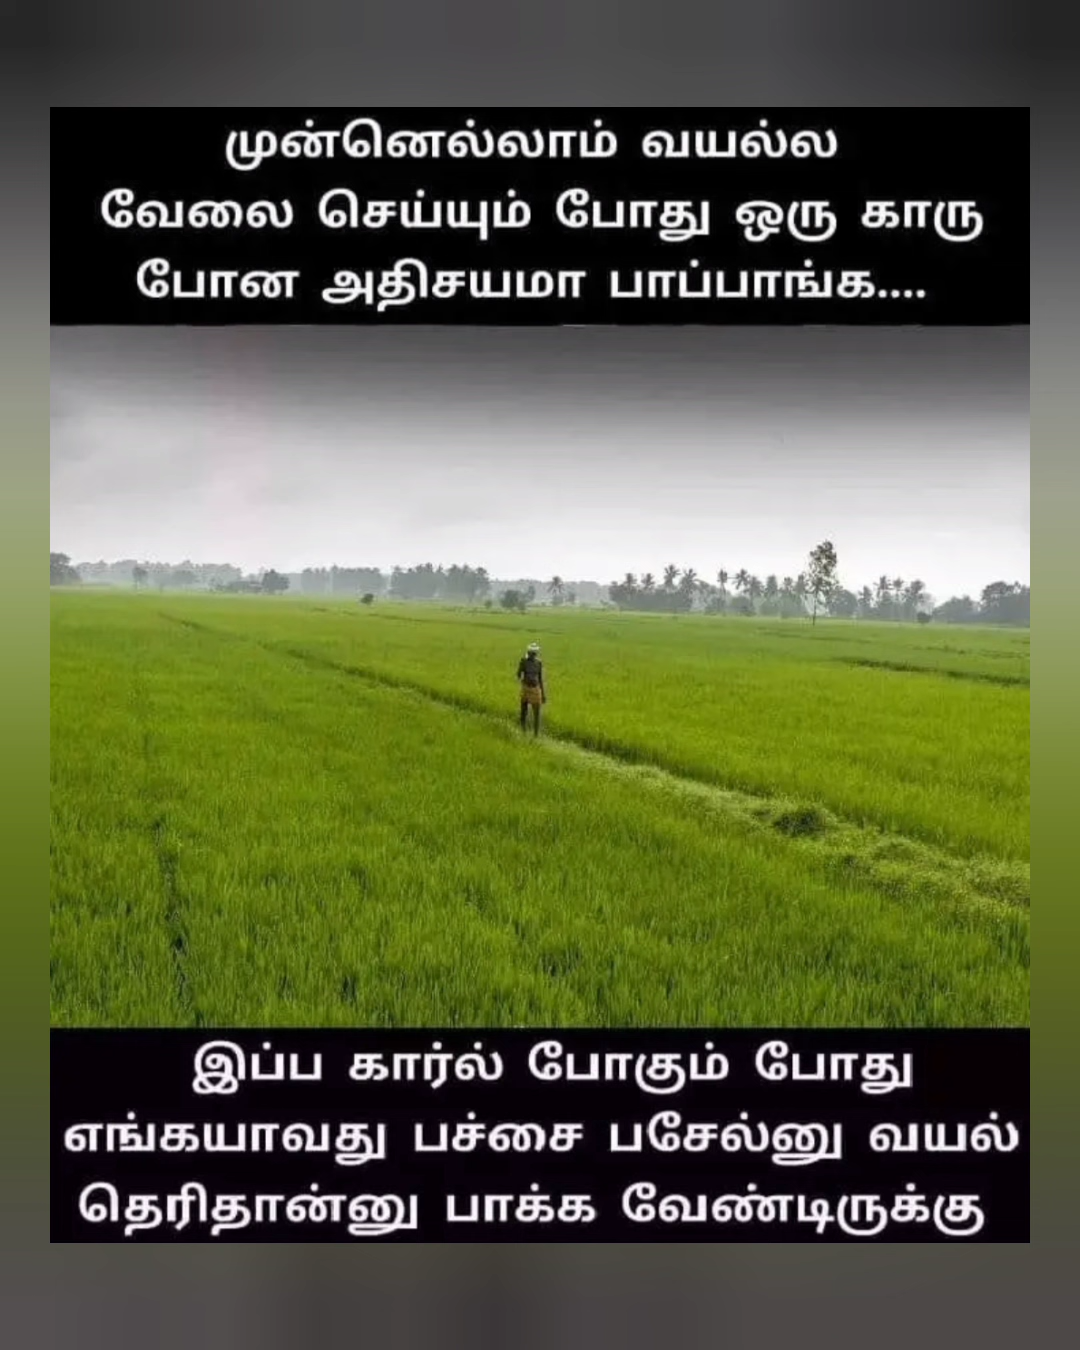 முன்னெல்லாம் வயல்ல
வேலை செய்யும் போது ஒரு காரு
போன அதிசயமா பாப்பாங்க....
இப்ப கார்ல் போகும் போது
எங்கயாவது பச்சை பசேல்னு வயல்
தெரிதான்னு பாக்க வேண்டிருக்கு